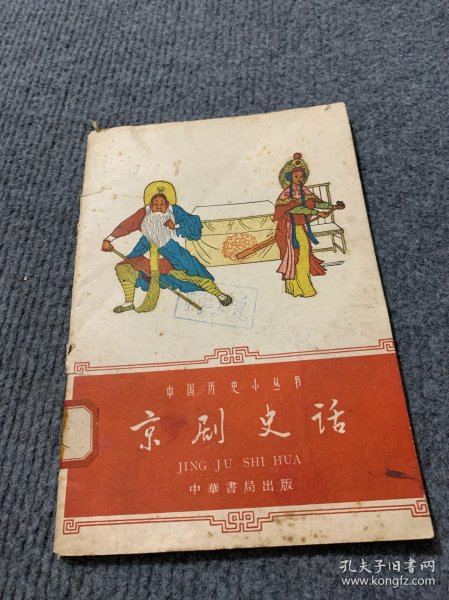 中国历史小丛书
京剧史话
JING JU SHI HUA
中華書局出版
孔夫子旧书网
www.kongfz.com